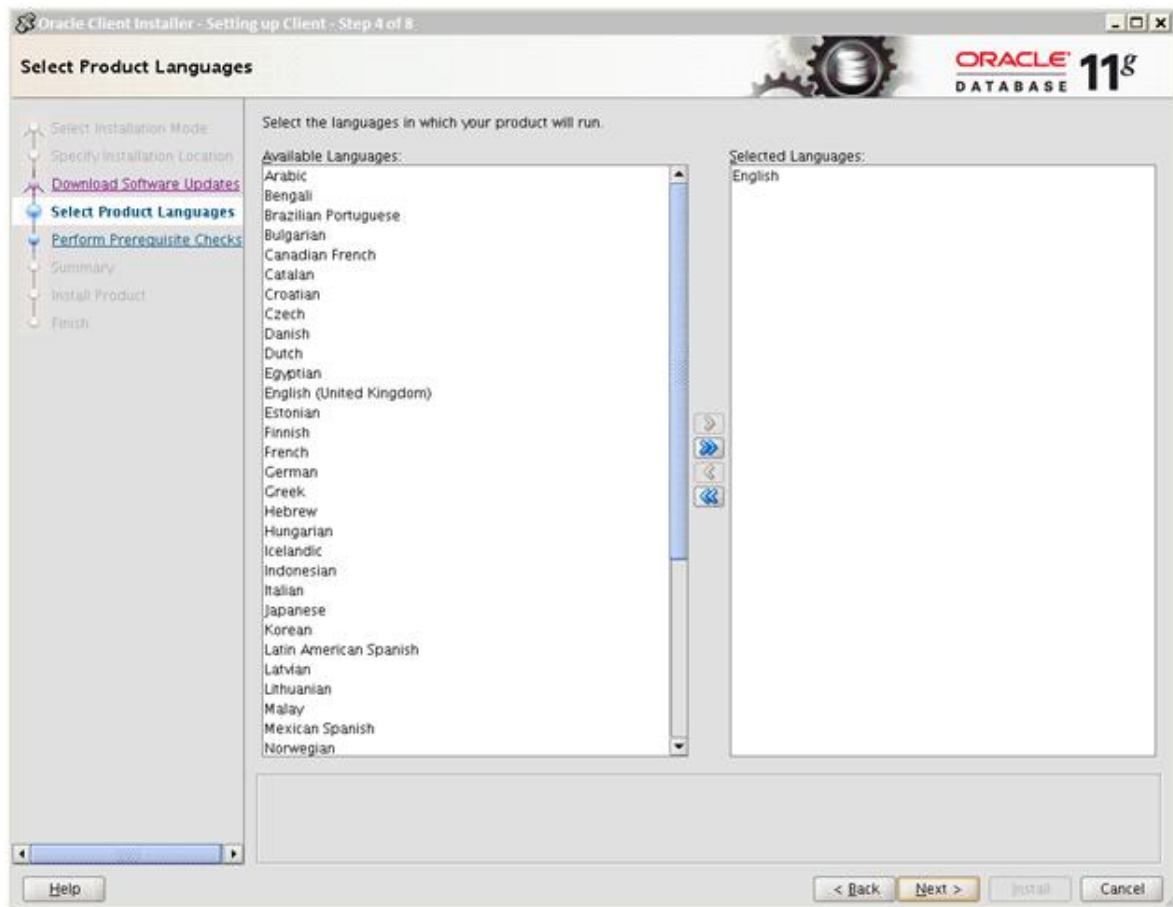 Oracle Client Installer - Setting up Client - Step 4 of 8
Select Product Languages
ORACLE
DATABASE
11g
Select Installation Mode
Specify Installation Location
Download Software Updates
Select Product Languages
Perform Prerequisite Checks
Summary
Install Product
Finish
Select the languages in which your product will run.
Available Languages:
Arabic
Bengali
Brazilian Portuguese
Bulgarian
Canadian French
Catalan
Croatian
Czech
Danish
Dutch
Egyptian
English (United Kingdom)
Estonian
Finnish
French
German
Greek
Hebrew
Hungarian
Icelandic
Indonesian
Italian
Japanese
Korean
Latin American Spanish
Latvian
Lithuanian
Malay
Mexican Spanish
Norwegian
Selected Languages:
English
Help
< Back
Next >
Install
Cancel